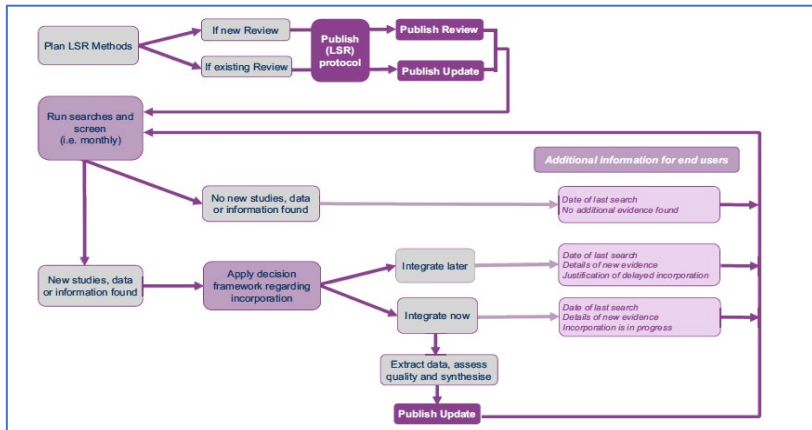 Plan LSR Methods
If new Review
If existing Review
Publish
(LSR)
protocol
Publish Review
Publish Update
Run searches and
screen
(i.e. monthly)
Additional information for end users
No new studies, data
or information found
Date of last search
No additional evidence found
New studies, data
or information found
Apply decision
framework regarding
incorporation
Integrate later
Date of last search
Details of new evidence
Justification of delayed incorporation
Integrate now
Date of last search
Details of new evidence
Incorporation is in progress
Extract data, assess
quality and synthesise
Publish Update